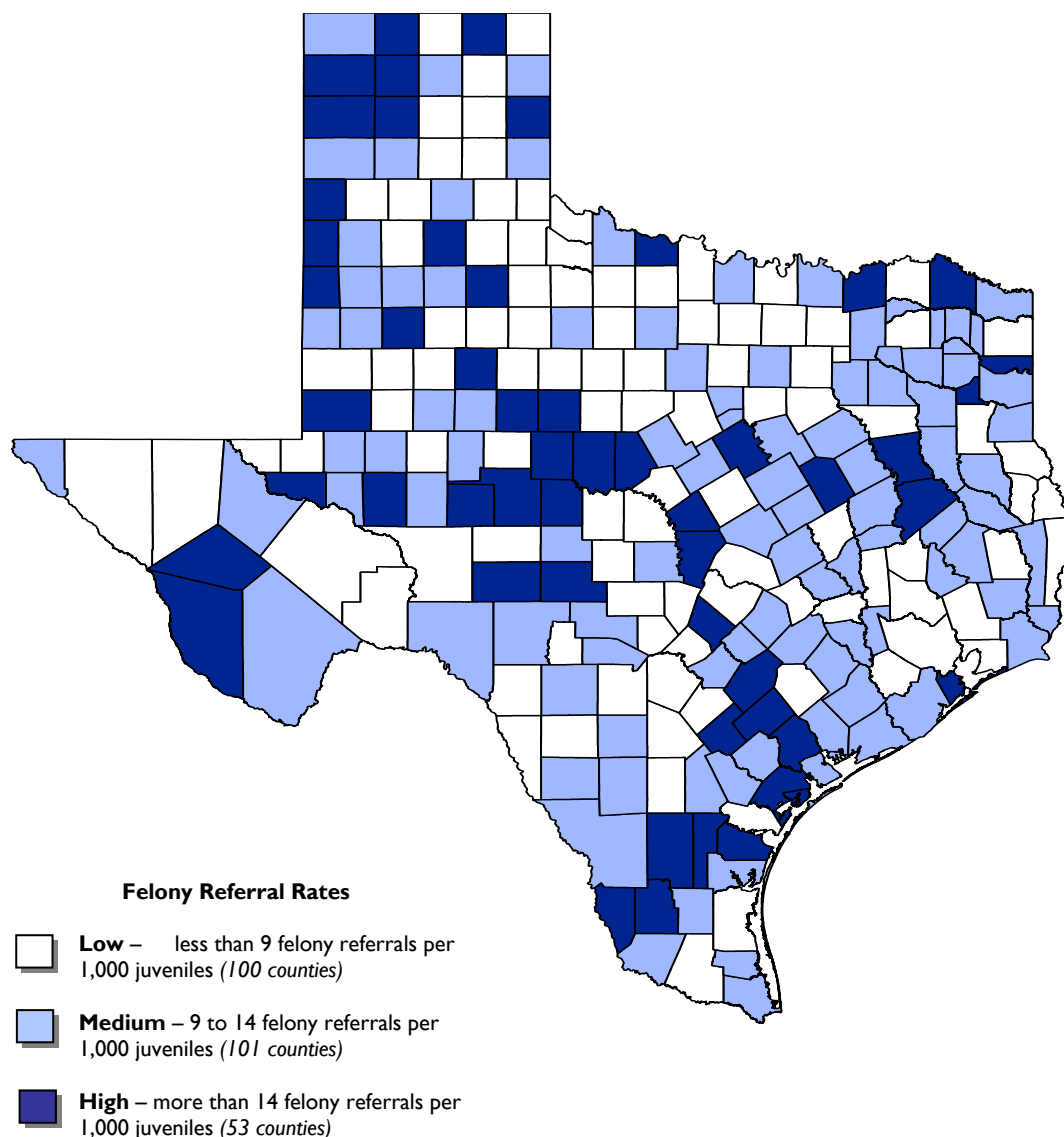 Felony Referral Rates
Low – less than 9 felony referrals per
1,000 juveniles (100 counties)
Medium – 9 to 14 felony referrals per
1,000 juveniles (101 counties)
High – more than 14 felony referrals per
1,000 juveniles (53 counties)